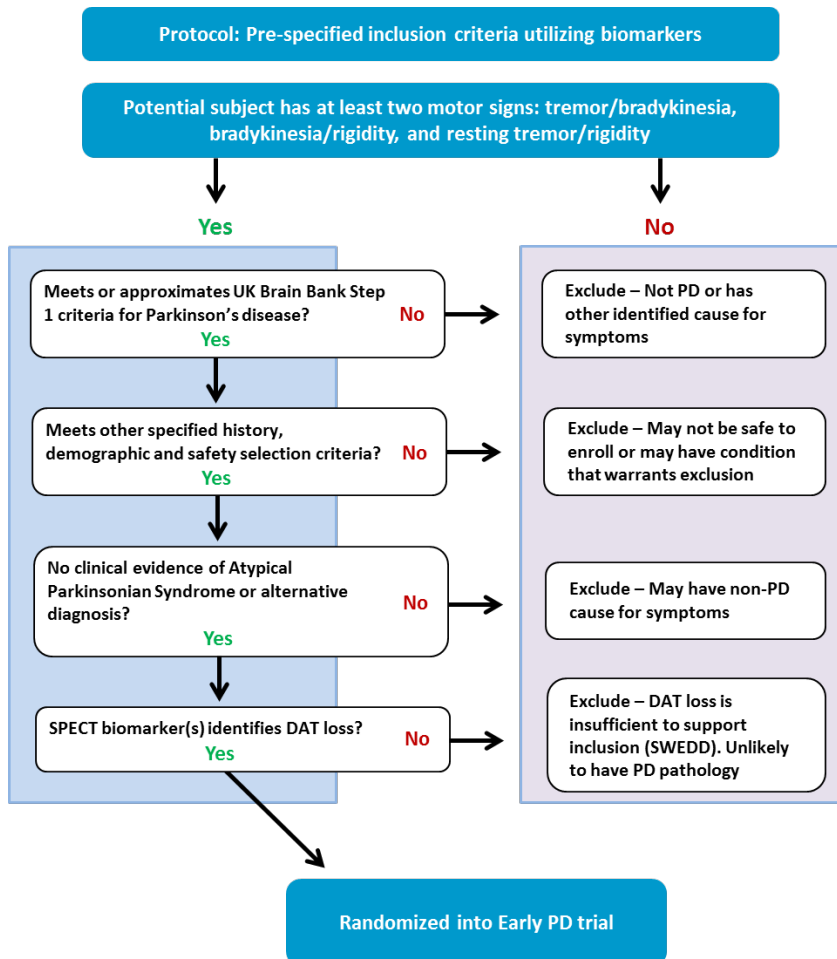 Protocol: Pre-specified inclusion criteria utilizing biomarkers
Potential subject has at least two motor signs: tremor/bradykinesia,
bradykinesia/rigidity, and resting tremor/rigidity
Yes
No
Meets or approximates UK Brain Bank Step
1 criteria for Parkinson's disease?
No
Yes
Exclude – Not PD or has
other identified cause for
symptoms
Meets other specified history,
demographic and safety selection criteria?
No
Yes
Exclude – May not be safe to
enroll or may have condition
that warrants exclusion
No clinical evidence of Atypical
Parkinsonian Syndrome or alternative
diagnosis?
No
Yes
Exclude – May have non-PD
cause for symptoms
SPECT biomarker(s) identifies DAT loss?
No
Yes
Exclude – DAT loss is
insufficient to support
inclusion (SWEDD). Unlikely
to have PD pathology
Randomized into Early PD trial